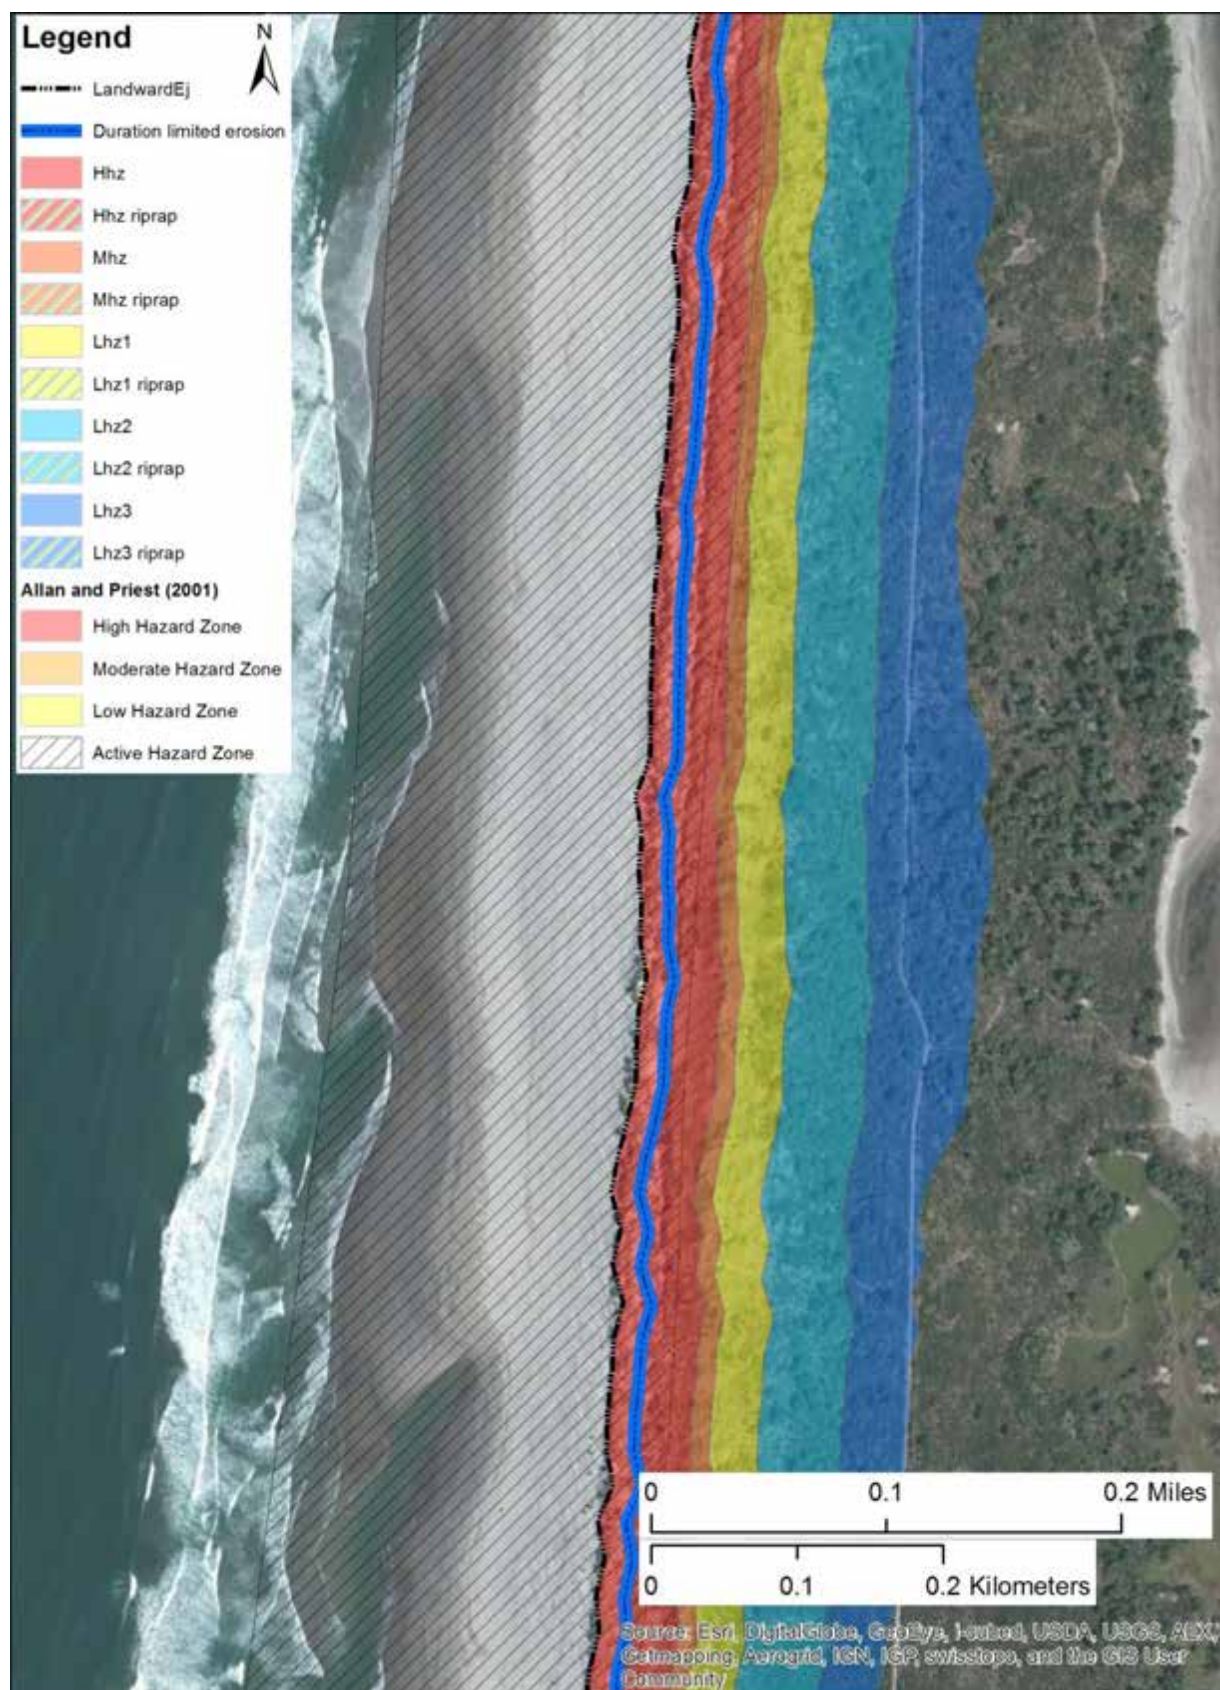 Legend
N
LandwardEj
Duration limited erosion
Hhz
Hhz riprap
Mhz
Mhz riprap
Lhz1
Lhz1 riprap
Lhz2
Lhz2 riprap
Lhz3
Lhz3 riprap
Allan and Priest (2001)
High Hazard Zone
Moderate Hazard Zone
Low Hazard Zone
Active Hazard Zone
0 0.1 0.2 Miles
0 0.1 0.2 Kilometers
Source: Esri, DigitalGlobe, GeoEye, i-cubed, USDA, USGS, AEX,
Getmapping, Aerogrid, IGN, IGP, swisstopo, and the GIS User
Community